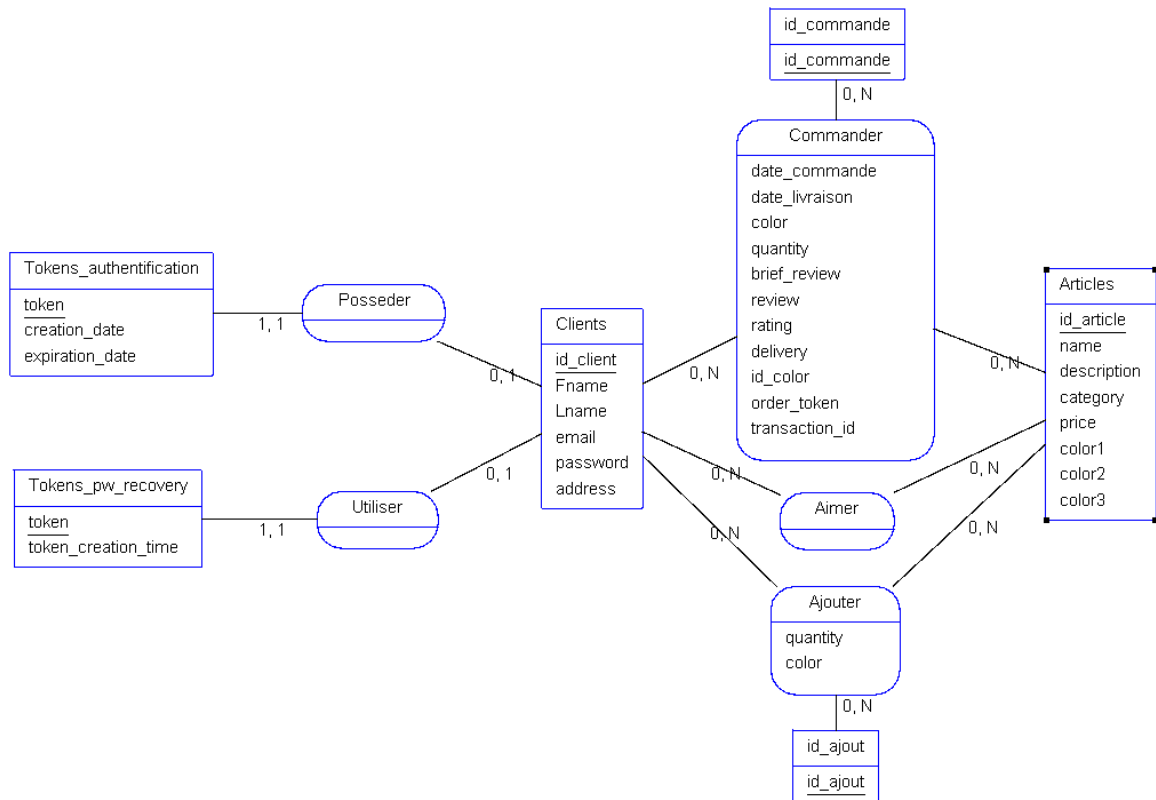 id_commande
id_commande
0, N
Commander
date_commande
date_livraison
color
quantity
brief_review
review
rating
delivery
id_color
order_token
transaction_id
Tokens_authentification
token
creation_date
expiration_date
1, 1
Posseder
0, 1
Clients
id_client
Fname
Lname
email
password
address
0, N
0, N
Articles
id_article
name
description
category
price
color1
color2
color3
Tokens_pw_recovery
token
token_creation_time
1, 1
Utiliser
0, 1
0, N
Aimer
0, N
0, N
Ajouter
quantity
color
0, N
0, N
id_ajout
id_ajout